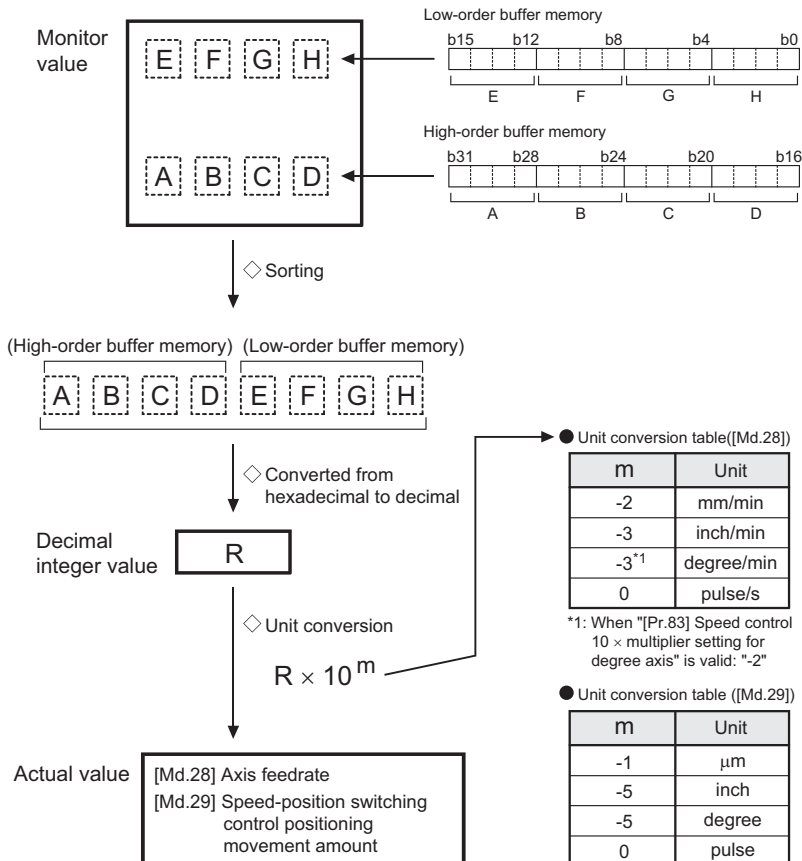 Monitor
value
E F G H
A B C D
Low-order buffer memory
b15 b12 b8 b4 b0
E F G H
High-order buffer memory
b31 b28 b24 b20 b16
A B C D
◇ Sorting
(High-order buffer memory) (Low-order buffer memory)
A B C D E F G H
◇ Converted from
hexadecimal to decimal
Decimal
integer value
R
◇ Unit conversion
R × 10^m
● Unit conversion table([Md.28])
m Unit
-2 mm/min
-3 inch/min
-3*1 degree/min
0 pulse/s
*1: When "[Pr.83] Speed control
10 × multiplier setting for
degree axis" is valid: "-2"
● Unit conversion table ([Md.29])
m Unit
-1 μm
-5 inch
-5 degree
0 pulse
Actual value
[Md.28] Axis feedrate
[Md.29] Speed-position switching
control positioning
movement amount